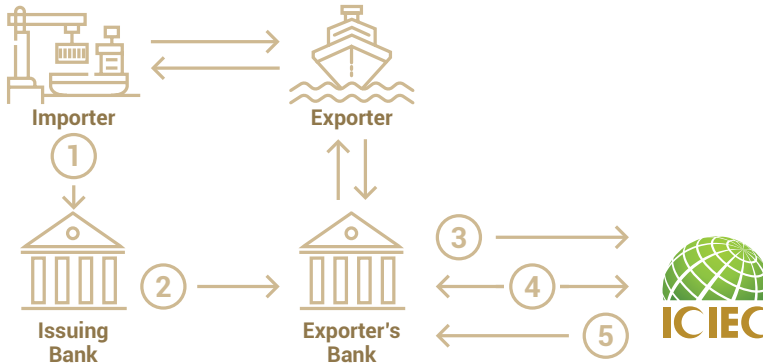 Importer
Exporter
1
2
3
4
5
Issuing
Bank
Exporter's
Bank
ICIEC